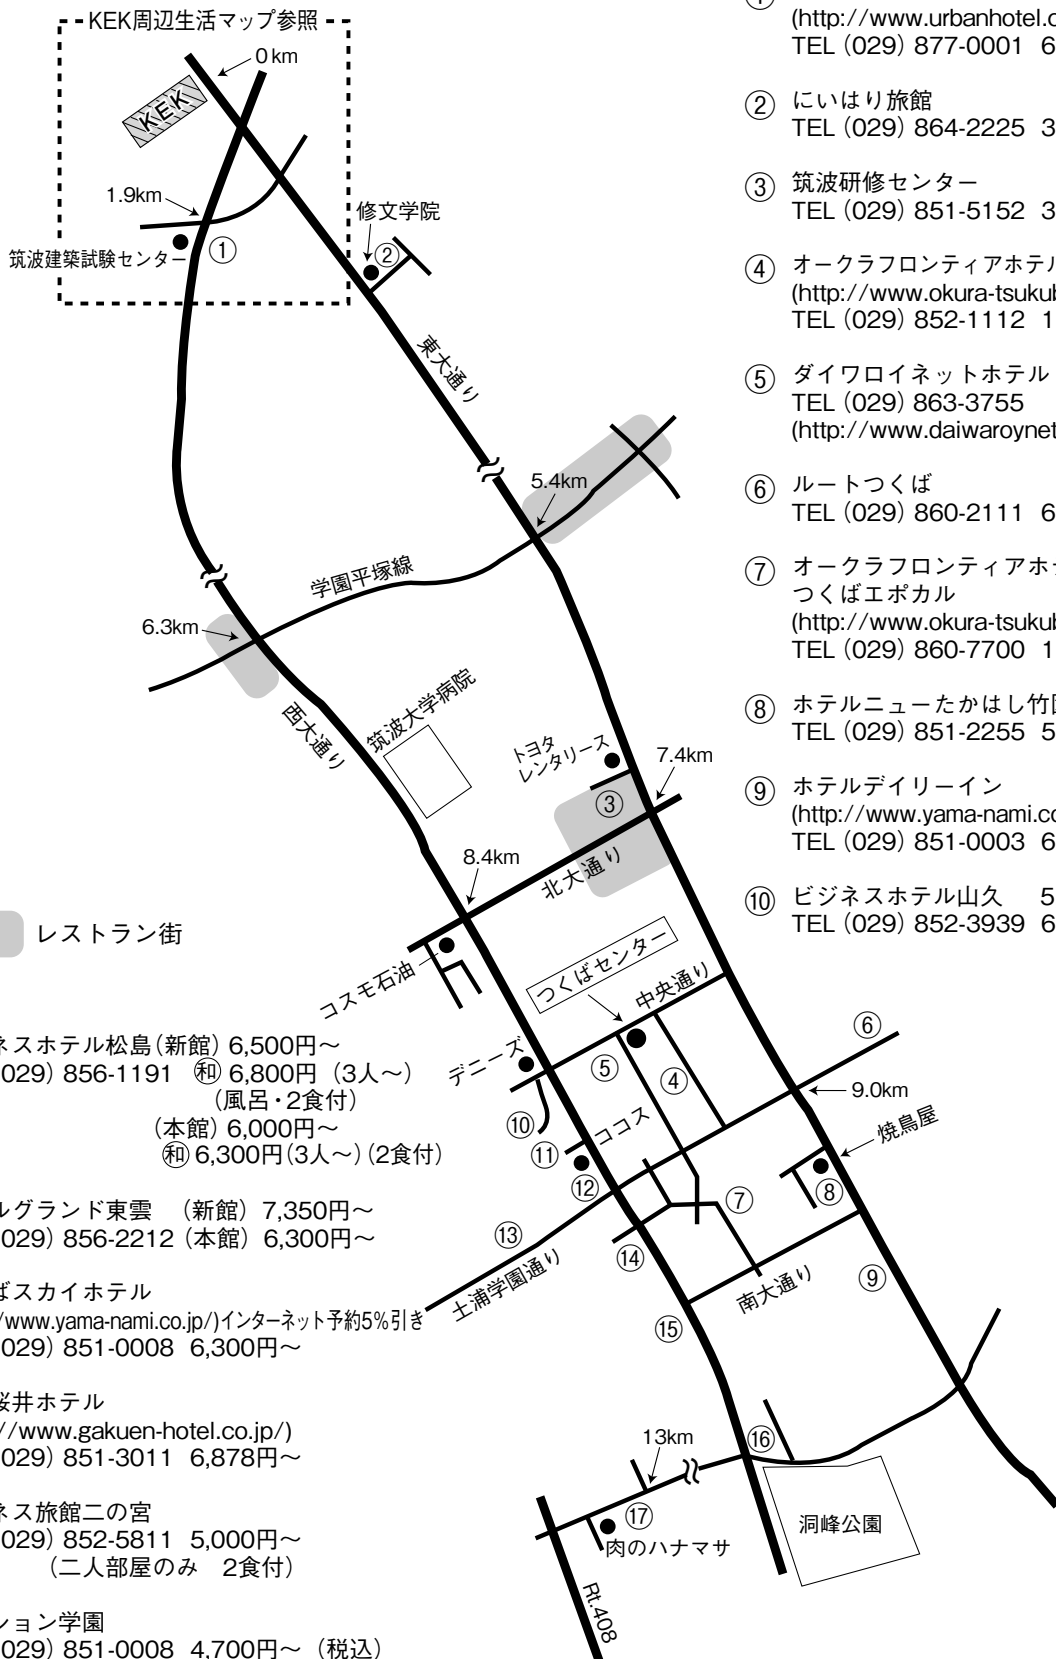 KEK周辺生活マップ参照
0km
KEK
1.9km
筑波建築試験センター
①
修文学院
②
東大通り
5.4km
学園平塚線
6.3km
西大通り
筑波大学病院
トヨタ
レンタリース
7.4km
③
8.4km
北大通り
レストラン街
コスモ石油
つくばセンター
中央通り
デニーズ
⑤
④
⑥
9.0km
⑩
ココス
⑪
焼鳥屋
⑫
⑧
⑦
⑬
⑭
土浦学園通り
南大通り
⑨
⑮
⑯
13km
⑰
肉のハナマサ
洞峰公園
Rt.408
(http://www.urbanhotel.c
TEL (029) 877-0001 6
② にいはり旅館
TEL (029) 864-2225 3
③ 筑波研修センター
TEL (029) 851-5152 3
④ オークラフロンティアホテル
(http://www.okura-tsukub
TEL (029) 852-1112 1
⑤ ダイワロイネットホテル
TEL (029) 863-3755
(http://www.daiwaroynet
⑥ ルートつくば
TEL (029) 860-2111 6
⑦ オークラフロンティアホテ
つくばエポカル
(http://www.okura-tsukub
TEL (029) 860-7700 1
⑧ ホテルニューたかはし竹園
TEL (029) 851-2255 5
⑨ ホテルデイリーイン
(http://www.yama-nami.co
TEL (029) 851-0003 6
⑩ ビジネスホテル山久 5
TEL (029) 852-3939 6
ネスホテル松島(新館) 6,500円〜
029) 856-1191 ㊠和 6,800円 (3人〜)
(風呂・2食付)
(本館) 6,000円〜
和 6,300円(3人〜) (2食付)
ルグランド東雲 (新館) 7,350円〜
029) 856-2212 (本館) 6,300円〜
ばスカイホテル
/www.yama-nami.co.jp/)インターネット予約5%引き
029) 851-0008 6,300円〜
桜井ホテル
//www.gakuen-hotel.co.jp/)
029) 851-3011 6,878円〜
ネス旅館二の宮
029) 852-5811 5,000円〜
(二人部屋のみ 2食付)
ション学園
029) 851-0008 4,700円〜 (税込)